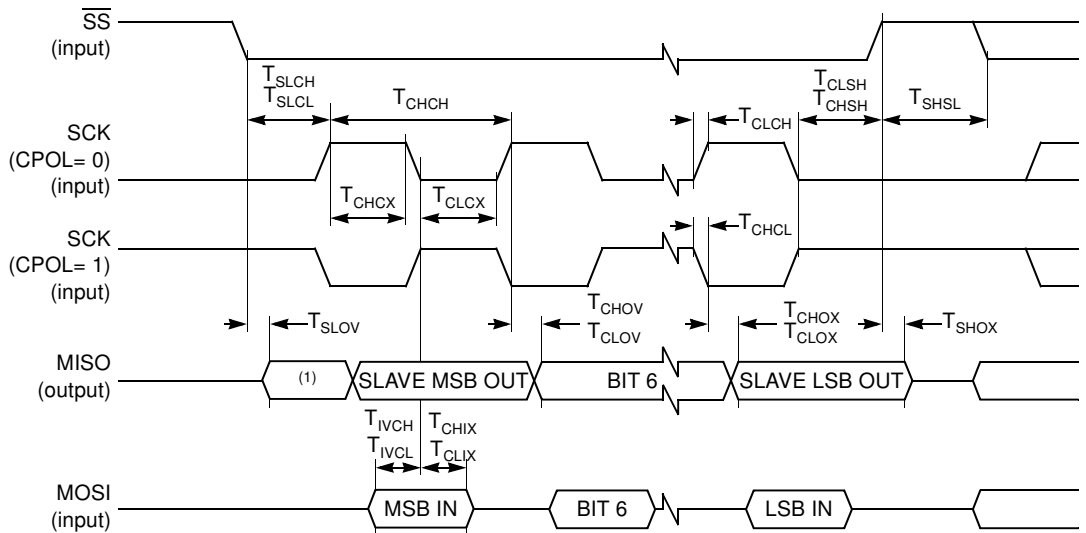 SS
(input)
T_SLCH
T_SLCL
T_CHCH
T_CLSH
T_CHSH
T_SHSL
T_CLCH
SCK
(CPOL= 0)
(input)
T_CHCX
T_CLCX
T_CHCL
SCK
(CPOL= 1)
(input)
T_SLOV
T_CHOV
T_CLOV
T_CHOX
T_CLOX
T_SHOX
MISO
(output)
(1)
SLAVE MSB OUT
BIT 6
SLAVE LSB OUT
T_IVCH
T_IVCL
T_CHIX
T_CLIX
MOSI
(input)
MSB IN
BIT 6
LSB IN